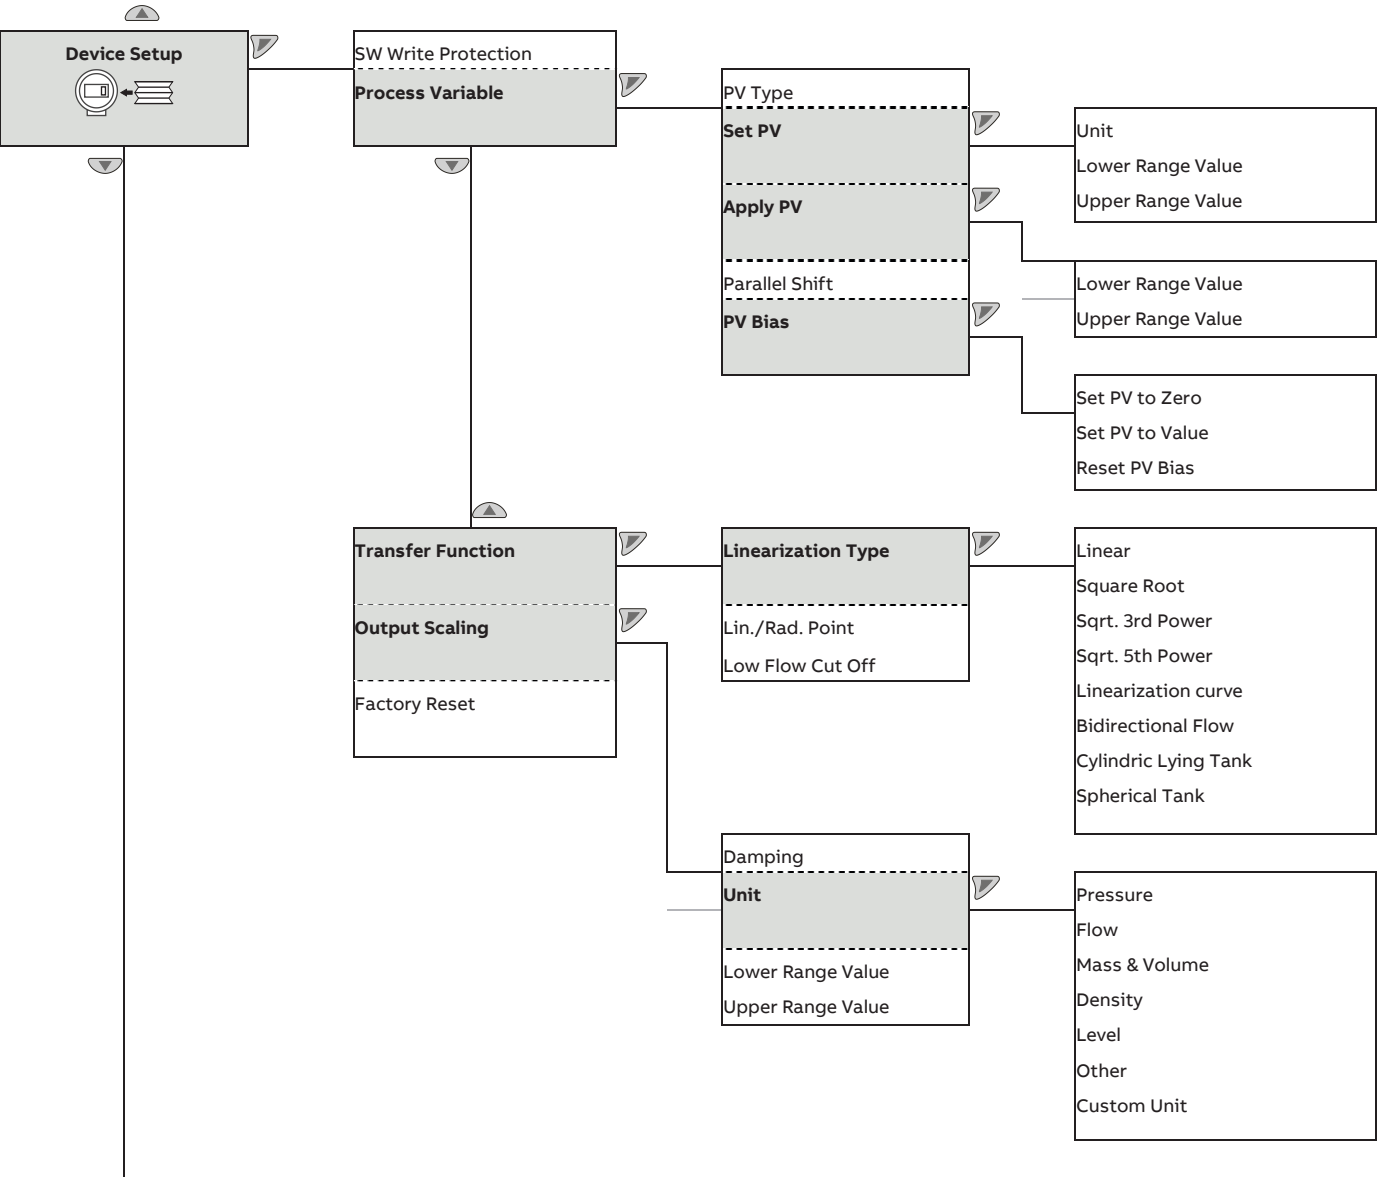 Device Setup
SW Write Protection
Process Variable
PV Type
Set PV
Apply PV
Parallel Shift
PV Bias
Unit
Lower Range Value
Upper Range Value
Lower Range Value
Upper Range Value
Set PV to Zero
Set PV to Value
Reset PV Bias
Transfer Function
Output Scaling
Factory Reset
Linearization Type
Lin./Rad. Point
Low Flow Cut Off
Linear
Square Root
Sqrt. 3rd Power
Sqrt. 5th Power
Linearization curve
Bidirectional Flow
Cylindric Lying Tank
Spherical Tank
Damping
Unit
Lower Range Value
Upper Range Value
Pressure
Flow
Mass & Volume
Density
Level
Other
Custom Unit